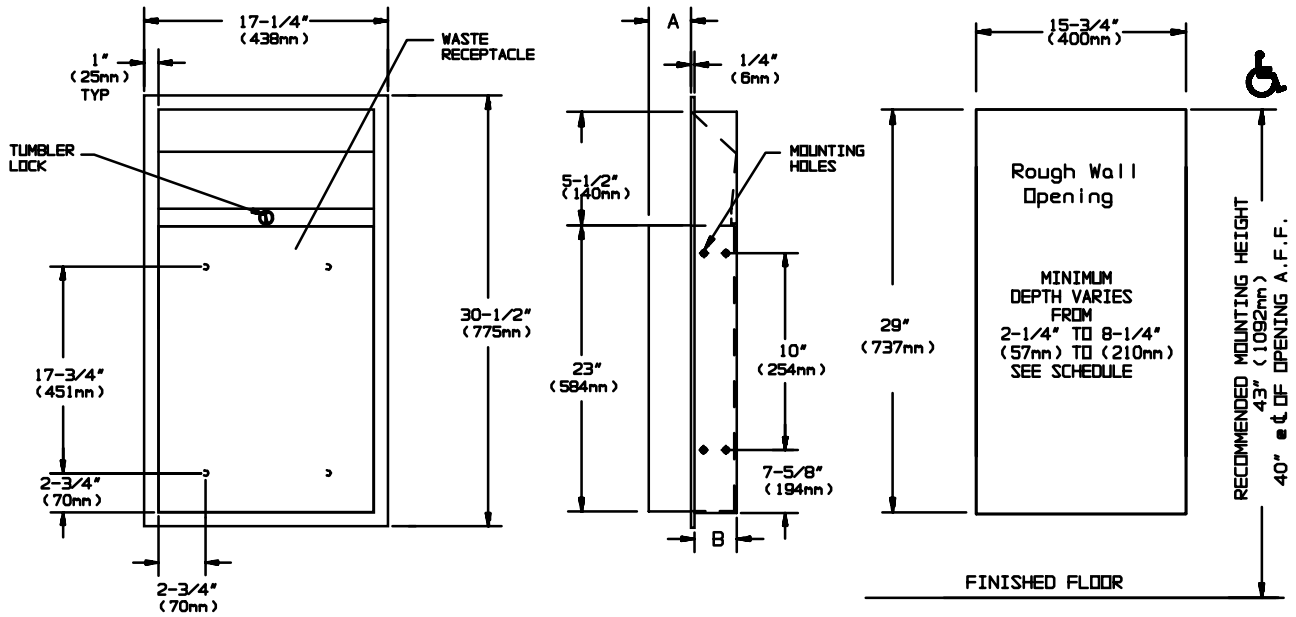 17-1/4"
(438mm)
1"
(25mm)
TYP
WASTE
RECEPTACLE
TUMBLER
LOCK
30-1/2"
(775mm)
17-3/4"
(451mm)
2-3/4"
(70mm)
2-3/4"
(70mm)
A
1/4"
(6mm)
MOUNTING
HOLES
5-1/2"
(140mm)
23"
(584mm)
10"
(254mm)
7-5/8"
(194mm)
B
15-3/4"
(400mm)
29"
(737mm)
Rough Wall
Opening
MINIMUM
DEPTH VARIES
FROM
2-1/4" TO 8-1/4"
(57mm) TO (210mm)
SEE SCHEDULE
RECOMMENDED MOUNTING HEIGHT
43" (1092mm)
40" @ ℄ OF OPENING A.F.F.
FINISHED FLOOR